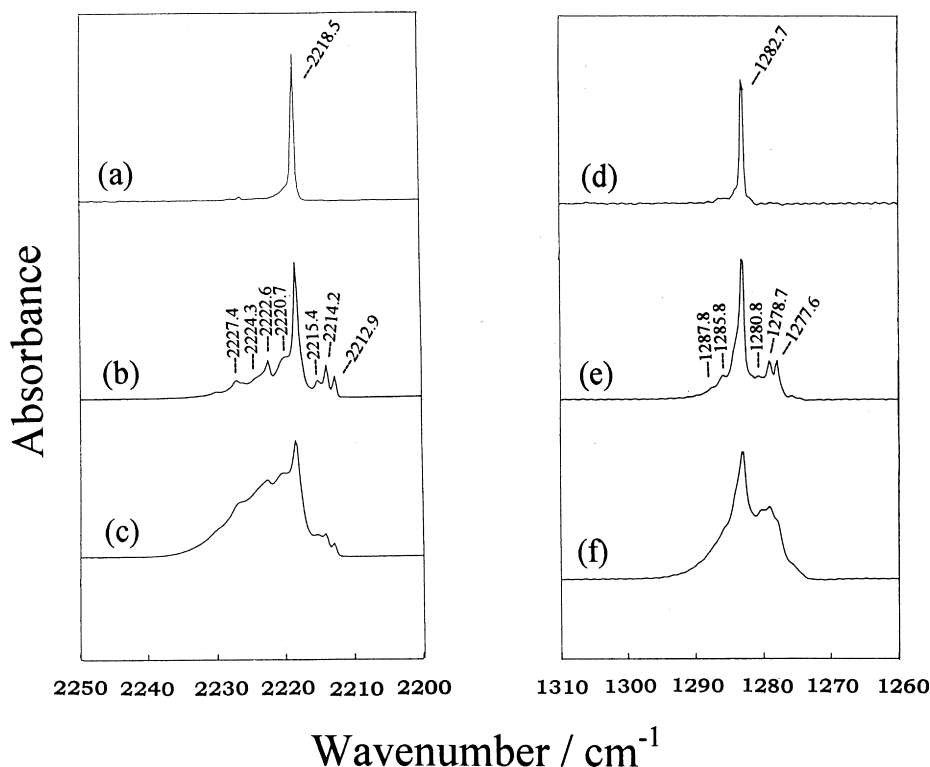 ---2218.5
---1282.7
(a)
(d)
Absorbance
---2227.4
---2224.3
---2222.6
---2220.7
---2215.4
---2214.2
---2212.9
---1287.8
---1285.8
---1280.8
---1278.7
---1277.6
(b)
(e)
(c)
(f)
2250 2240 2230 2220 2210 2200
1310 1300 1290 1280 1270 1260
Wavenumber / cm⁻¹